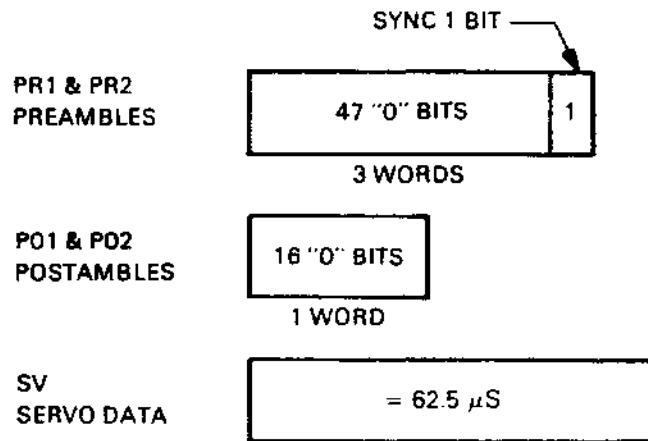 SYNC 1 BIT
PR1 & PR2
PREAMBLES
47 "0" BITS
1
3 WORDS
PO1 & PO2
POSTAMBLES
16 "0" BITS
1 WORD
SV
SERVO DATA
= 62.5 μS